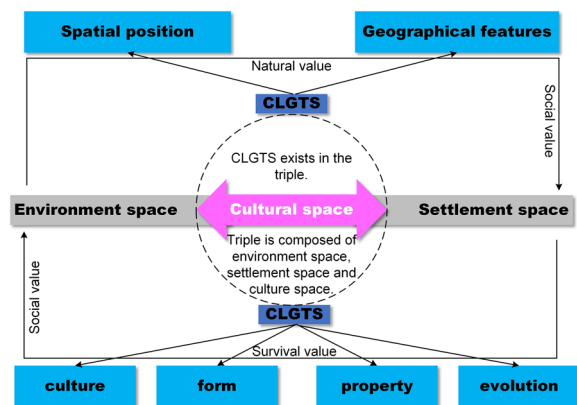 Spatial position
Geographical features
Natural value
CLGTS
Social value
CLGTS exists in the
triple.
Environment space
Cultural space
Settlement space
Triple is composed of
environment space,
settlement space and
culture space.
Social value
CLGTS
Survival value
culture
form
property
evolution